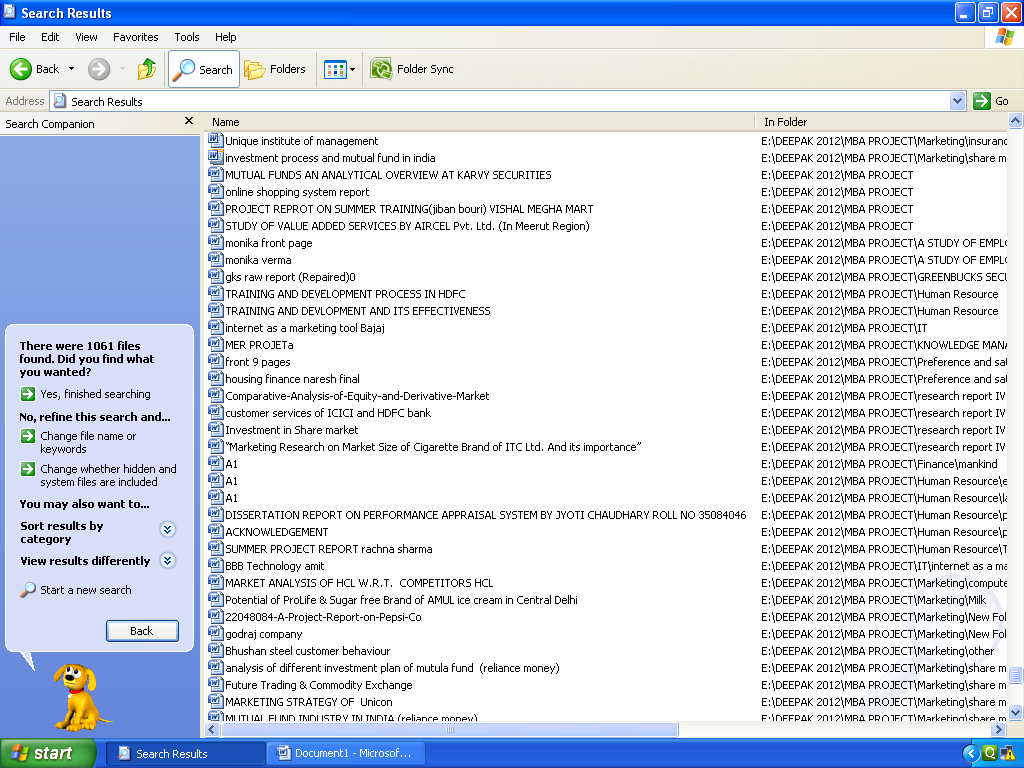 Search Results
File Edit View Favorites Tools Help
Back Search Folders Folder Sync
Address Search Results Go
Search Companion
Name In Folder
Unique institute of management E:\DEEPAK 2012\MBA PROJECT\Marketing\insuranc
investment process and mutual fund in india E:\DEEPAK 2012\MBA PROJECT\Marketing\share m
MUTUAL FUNDS AN ANALYTICAL OVERVIEW AT KARVY SECURITIES E:\DEEPAK 2012\MBA PROJECT
online shopping system report E:\DEEPAK 2012\MBA PROJECT
PROJECT REPROT ON SUMMER TRAINING(jiban bouri) VISHAL MEGHA MART E:\DEEPAK 2012\MBA PROJECT
STUDY OF VALUE ADDED SERVICES BY AIRCEL Pvt. Ltd. (In Meerut Region) E:\DEEPAK 2012\MBA PROJECT
monika front page E:\DEEPAK 2012\MBA PROJECT\A STUDY OF EMPL
monika verma E:\DEEPAK 2012\MBA PROJECT\A STUDY OF EMPL
gks raw report (Repaired)0 E:\DEEPAK 2012\MBA PROJECT\GREENBUCKS SECU
TRAINING AND DEVELOPMENT PROCESS IN HDFC E:\DEEPAK 2012\MBA PROJECT\Human Resource
TRAINING AND DEVLOPMENT AND ITS EFFECTIVENESS E:\DEEPAK 2012\MBA PROJECT\Human Resource
internet as a marketing tool Bajaj E:\DEEPAK 2012\MBA PROJECT\IT
MER PROJETa E:\DEEPAK 2012\MBA PROJECT\KNOWLEDGE MANA
front 9 pages E:\DEEPAK 2012\MBA PROJECT\Preference and sat
housing finance naresh final E:\DEEPAK 2012\MBA PROJECT\Preference and sat
Comparative-Analysis-of-Equity-and-Derivative-Market E:\DEEPAK 2012\MBA PROJECT\research report IV
customer services of ICICI and HDFC bank E:\DEEPAK 2012\MBA PROJECT\research report IV
Investment in Share market E:\DEEPAK 2012\MBA PROJECT\research report IV
“Marketing Research on Market Size of Cigarette Brand of ITC Ltd. And its importance” E:\DEEPAK 2012\MBA PROJECT\research report IV
A1 E:\DEEPAK 2012\MBA PROJECT\Finance\mankind
A1 E:\DEEPAK 2012\MBA PROJECT\Human Resource\e
A1 E:\DEEPAK 2012\MBA PROJECT\Human Resource\la
DISSERTATION REPORT ON PERFORMANCE APPRAISAL SYSTEM BY JYOTI CHAUDHARY ROLL NO 35084046 E:\DEEPAK 2012\MBA PROJECT\Human Resource\p
ACKNOWLEDGEMENT E:\DEEPAK 2012\MBA PROJECT\Human Resource\p
SUMMER PROJECT REPORT rachna sharma E:\DEEPAK 2012\MBA PROJECT\Human Resource\T
BBB Technology amit E:\DEEPAK 2012\MBA PROJECT\IT\internet as a ma
MARKET ANALYSIS OF HCL W.R.T.  COMPETITORS HCL E:\DEEPAK 2012\MBA PROJECT\Marketing\compute
Potential of ProLife & Sugar free Brand of AMUL ice cream in Central Delhi E:\DEEPAK 2012\MBA PROJECT\Marketing\Milk
22048084-A-Project-Report-on-Pepsi-Co E:\DEEPAK 2012\MBA PROJECT\Marketing\New Fol
godraj company E:\DEEPAK 2012\MBA PROJECT\Marketing\New Fol
Bhushan steel customer behaviour E:\DEEPAK 2012\MBA PROJECT\Marketing\other
analysis of different investment plan of mutula fund  (reliance money) E:\DEEPAK 2012\MBA PROJECT\Marketing\share m
Future Trading & Commodity Exchange E:\DEEPAK 2012\MBA PROJECT\Marketing\share m
MARKETING STRATEGY OF  Unicon E:\DEEPAK 2012\MBA PROJECT\Marketing\share m
MUTUAL FUND INDUSTRY IN INDIA (reliance money) E:\DEEPAK 2012\MBA PROJECT\Marketing\share m
There were 1061 files
found. Did you find what
you wanted?
Yes, finished searching
No, refine this search and...
Change file name or
keywords
Change whether hidden and
system files are included
You may also want to...
Sort results by
category
View results differently
Start a new search
Back
start Search Results Document1 - Microsof...